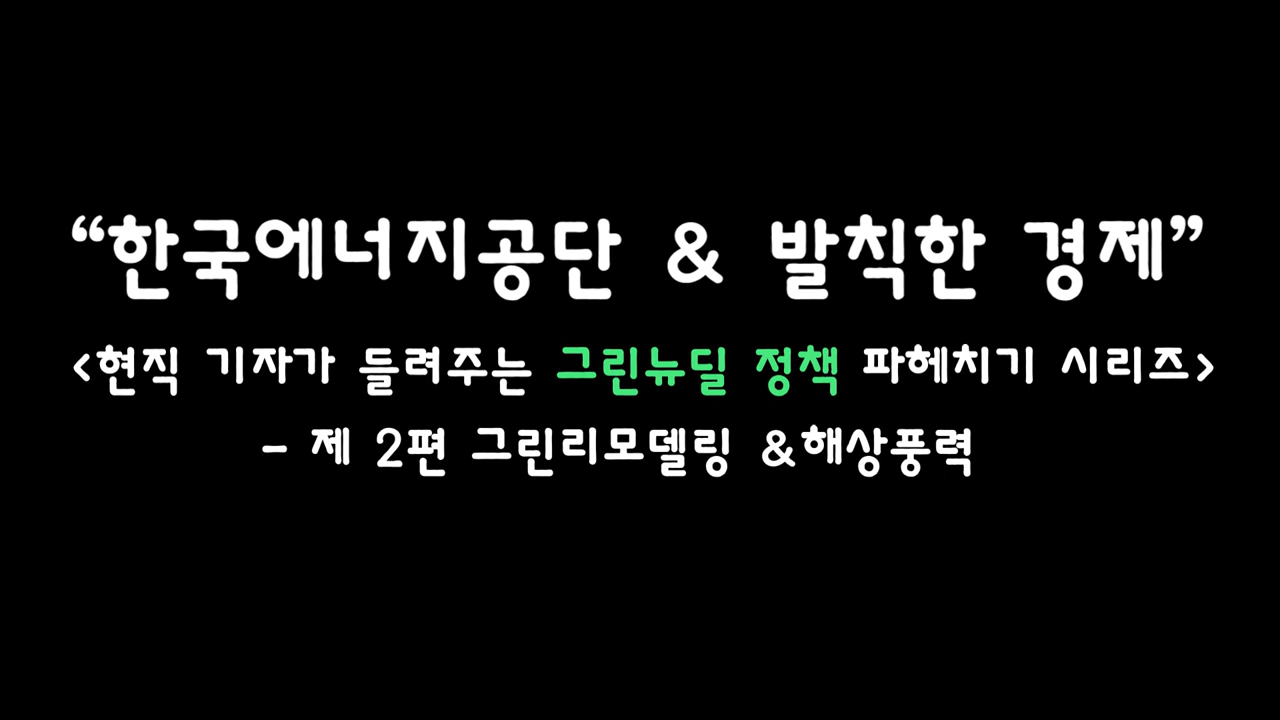 “한국에너지공단 & 발칙한 경제”
<현직 기자가 들려주는 그린뉴딜 정책 파헤치기 시리즈>
- 제 2편 그린리모델링 &해상풍력